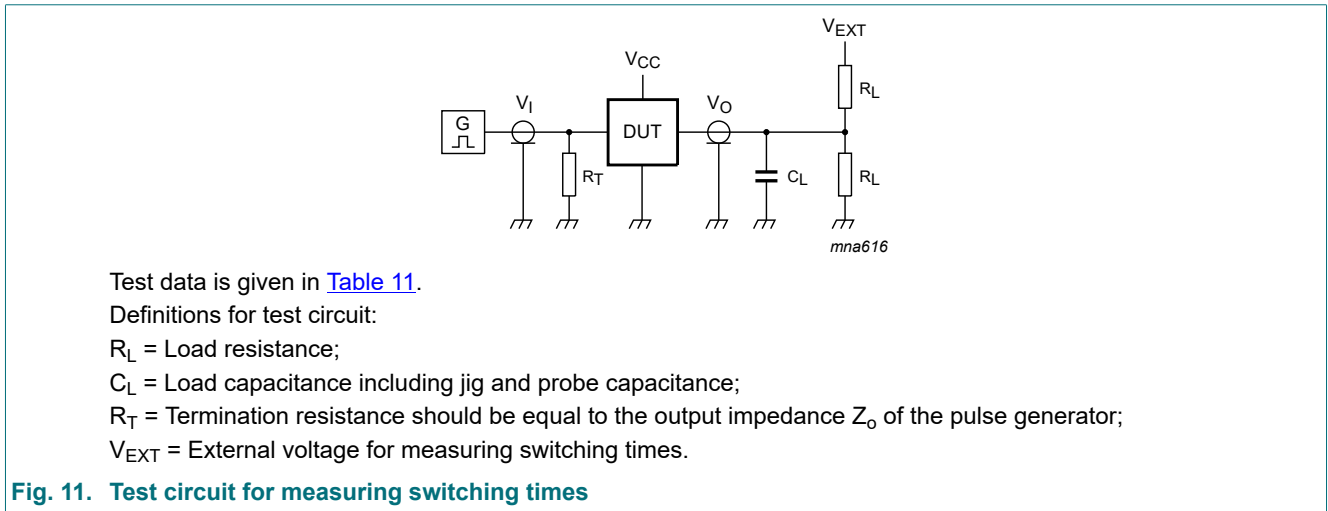 VEXT
VCC
RL
VI
VO
G
DUT
RT
CL
RL
mna616
Test data is given in Table 11.
Definitions for test circuit:
RL = Load resistance;
CL = Load capacitance including jig and probe capacitance;
RT = Termination resistance should be equal to the output impedance Zo of the pulse generator;
VEXT = External voltage for measuring switching times.
Fig. 11. Test circuit for measuring switching times